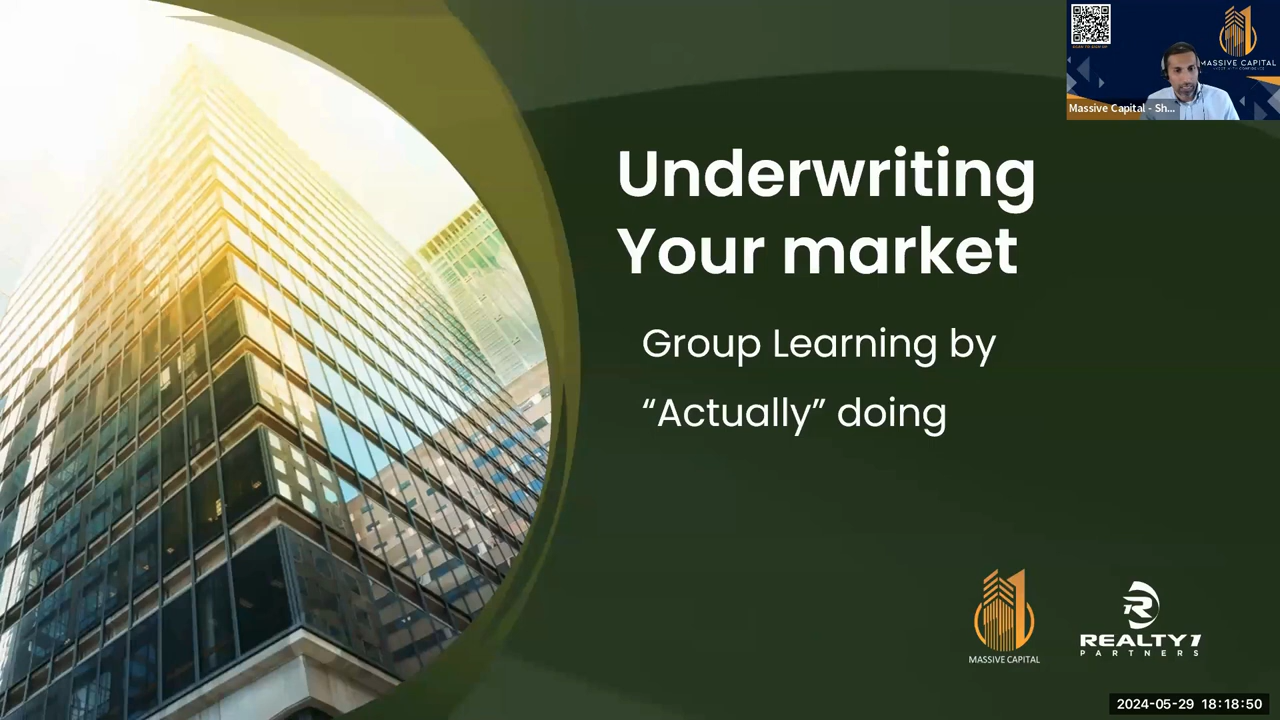 MASSIVE CAPITAL
Massive Capital - Sh...
Underwriting
Your market
Group Learning by
“Actually” doing
MASSIVE CAPITAL
REALTY 1
PARTNERS
2024-05-29 18:18:50